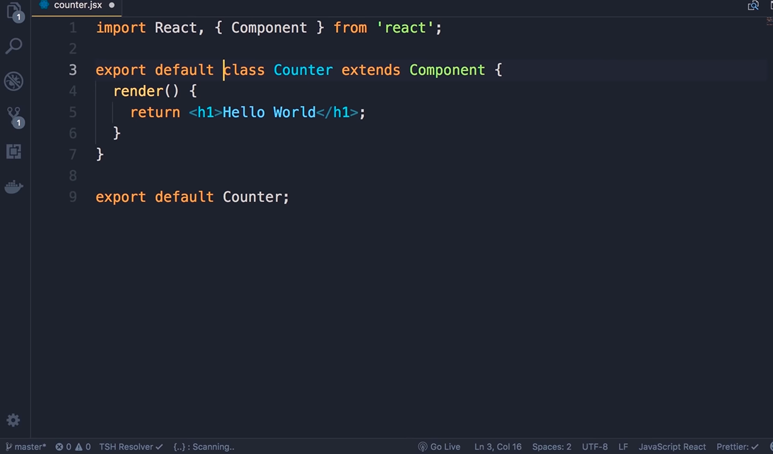 counter.jsx
1
1 import React, { Component } from 'react';
2
3 export default class Counter extends Component {
4 render() {
5 return <h1>Hello World</h1>;
6 }
7 }
8
9 export default Counter;
1
master* 0 0 TSH Resolver ✓ {..} : Scanning.. Go Live Ln 3, Col 16 Spaces: 2 UTF-8 LF JavaScript React Prettier: ✓